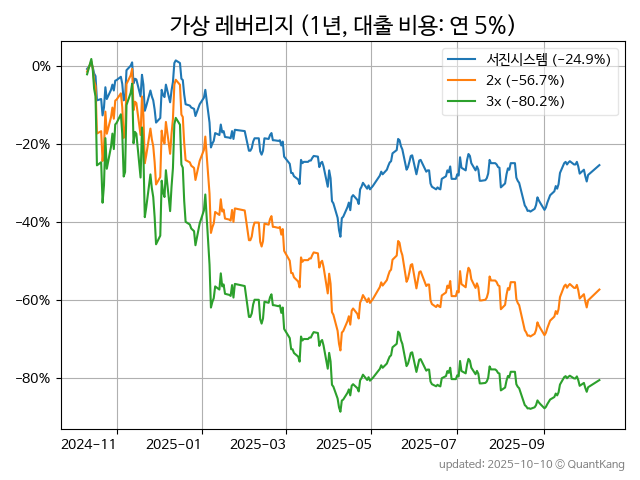 가상 레버리지 (1년, 대출 비용: 연 5%)
서진시스템 (−24.9%)
2x (−56.7%)
3x (−80.2%)
0%
−20%
−40%
−60%
−80%
2024-11
2025-01
2025-03
2025-05
2025-07
2025-09
updated: 2025-10-10 © QuantKang